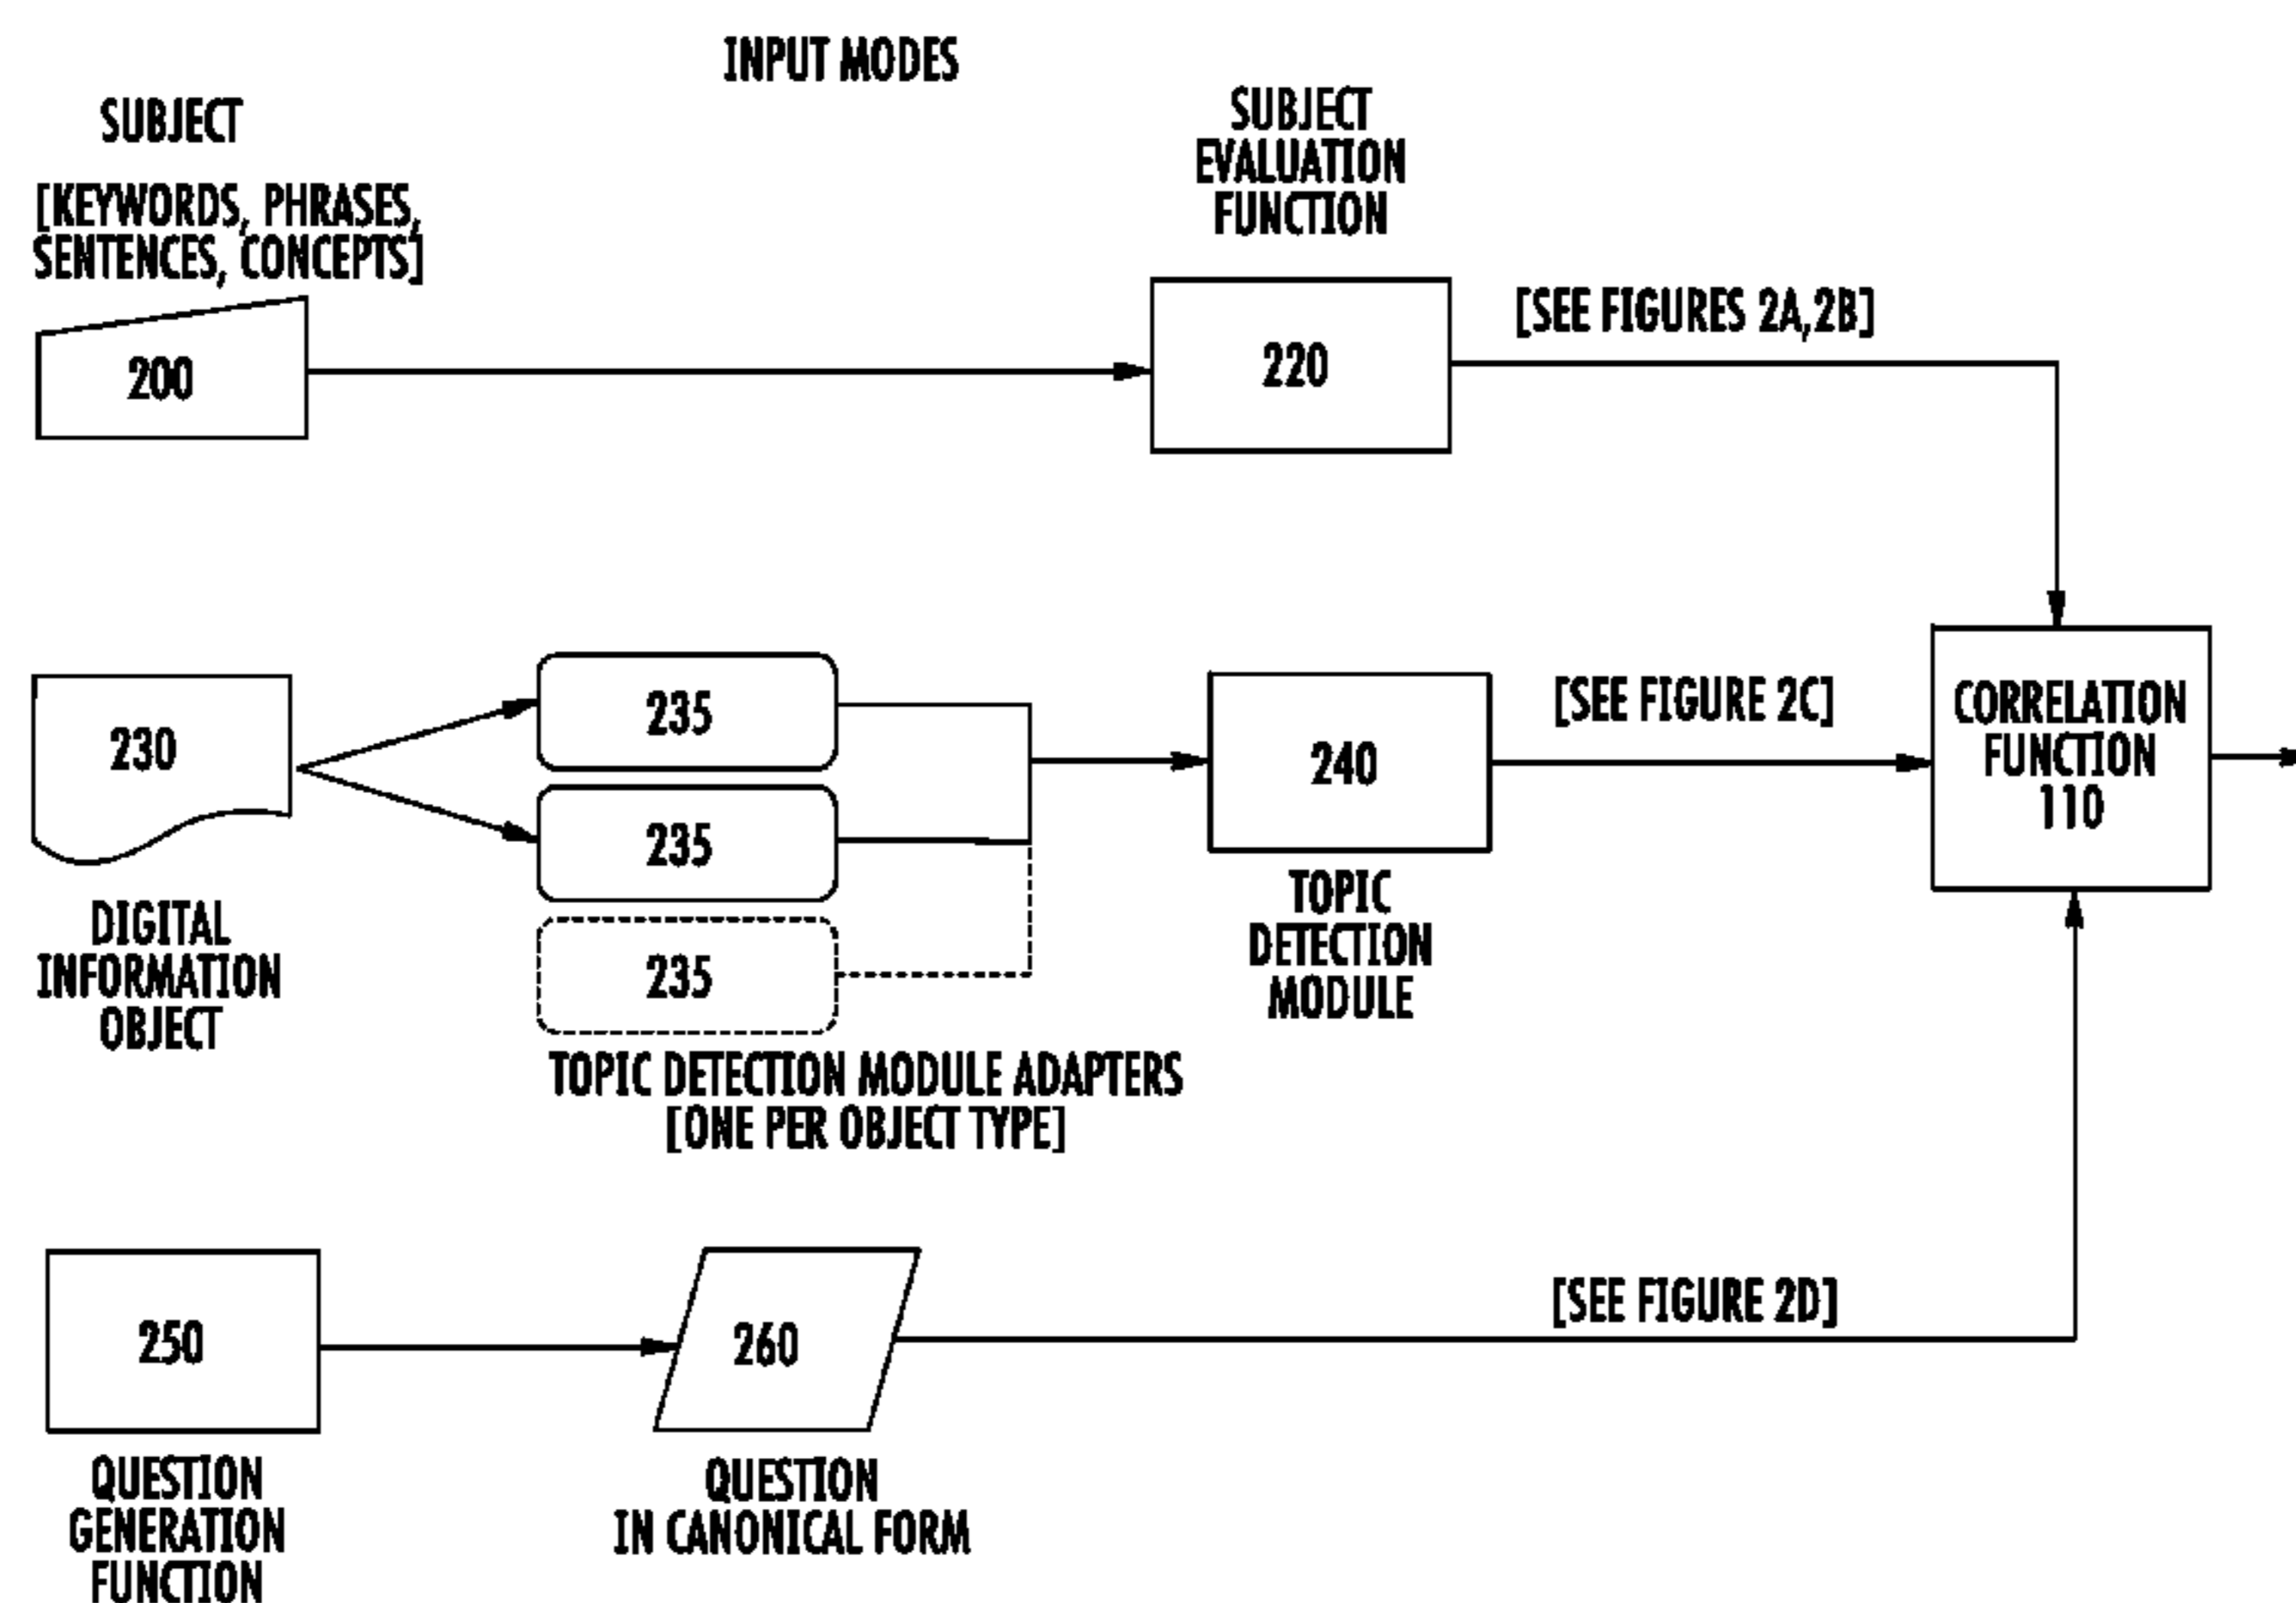 INPUT MODES
SUBJECT
[KEYWORDS, PHRASES,
SENTENCES, CONCEPTS]
200
SUBJECT
EVALUATION
FUNCTION
220
[SEE FIGURES 2A,2B]
230
DIGITAL
INFORMATION
OBJECT
235
235
235
TOPIC DETECTION MODULE ADAPTERS
[ONE PER OBJECT TYPE]
240
TOPIC
DETECTION
MODULE
[SEE FIGURE 2C]
CORRELATION
FUNCTION
110
250
QUESTION
GENERATION
FUNCTION
260
QUESTION
IN CANONICAL FORM
[SEE FIGURE 2D]